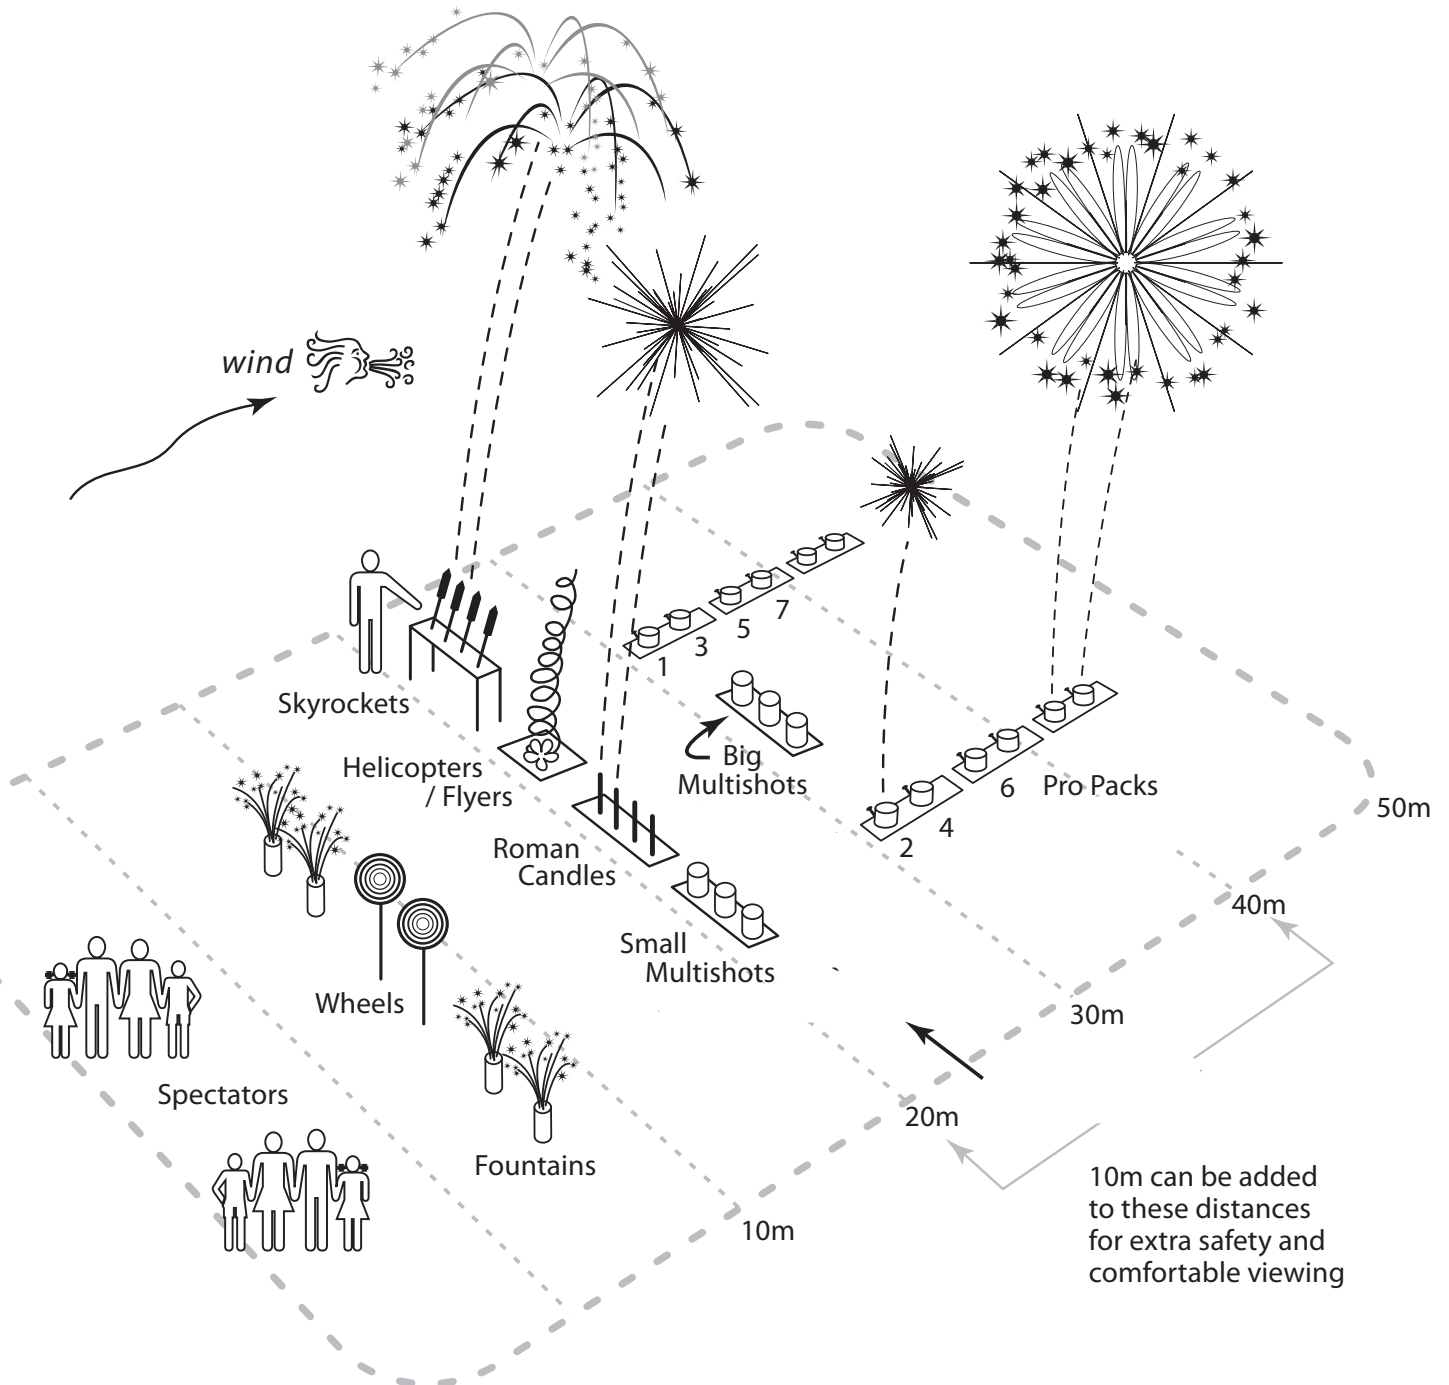 wind
Skyrockets
1
3
5
7
Helicopters
/ Flyers
Big
Multishots
6
Pro Packs
50m
2
4
Roman
Candles
40m
Small
Multishots
Wheels
30m
Spectators
20m
Fountains
10m
10m can be added
to these distances
for extra safety and
comfortable viewing